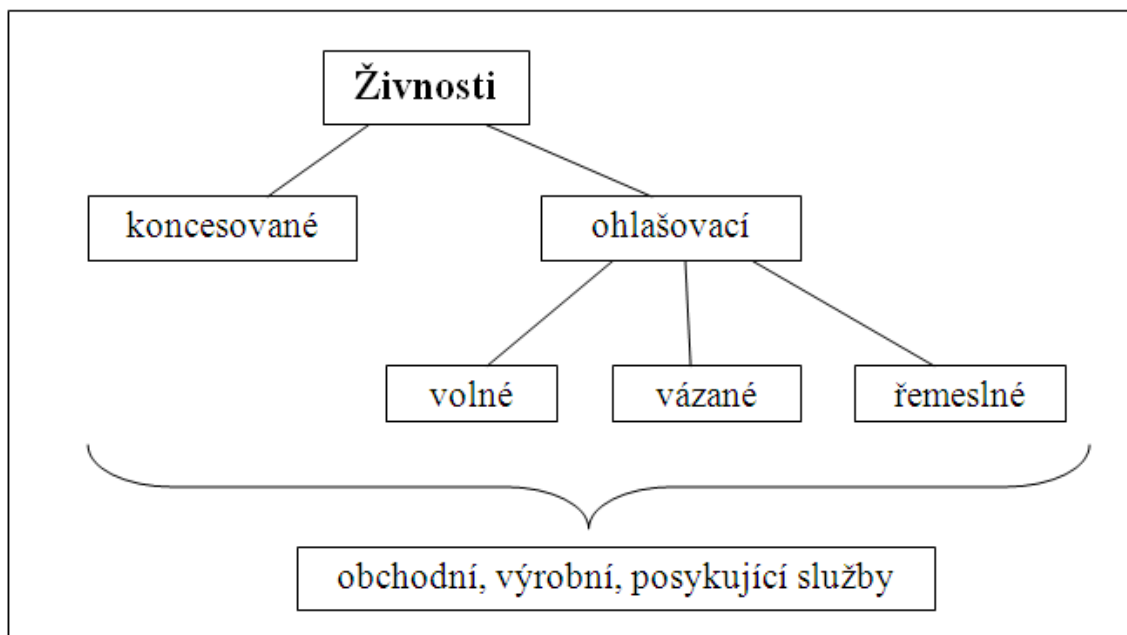 Živnosti
koncesované
ohlašovací
volné
vázané
řemeslné
obchodní, výrobní, posykující služby